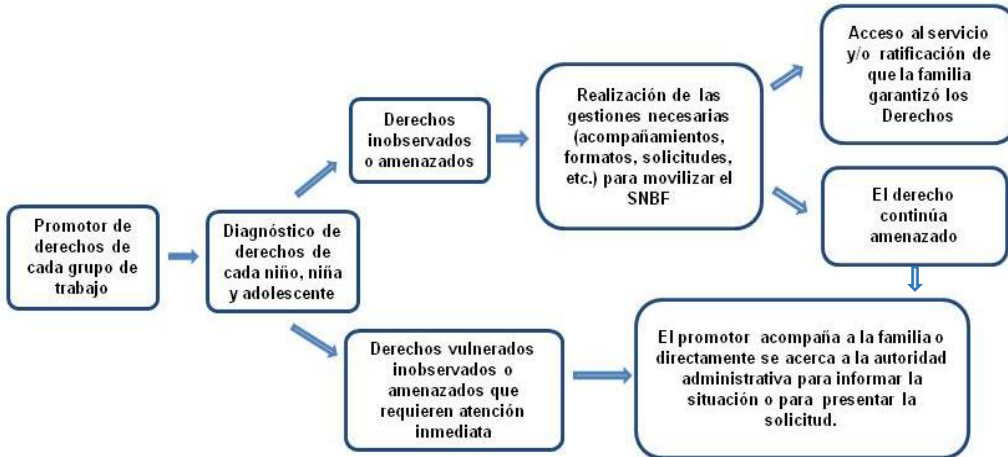 Promotor de
derechos de
cada grupo de
trabajo
Diagnóstico de
derechos de
cada niño, niña
y adolescente
Derechos
inobservados
o amenazados
Realización de las
gestiones necesarias
(acompañamientos,
formatos, solicitudes,
etc.) para movilizar el
SNBF
Acceso al servicio
y/o ratificación de
que la familia
garantizó los
Derechos
El derecho
continúa
amenazado
Derechos vulnerados
inobservados o
amenazados que
requieren atención
inmediata
El promotor acompaña a la familia o
directamente se acerca a la autoridad
administrativa para informar la
situación o para presentar la
solicitud.